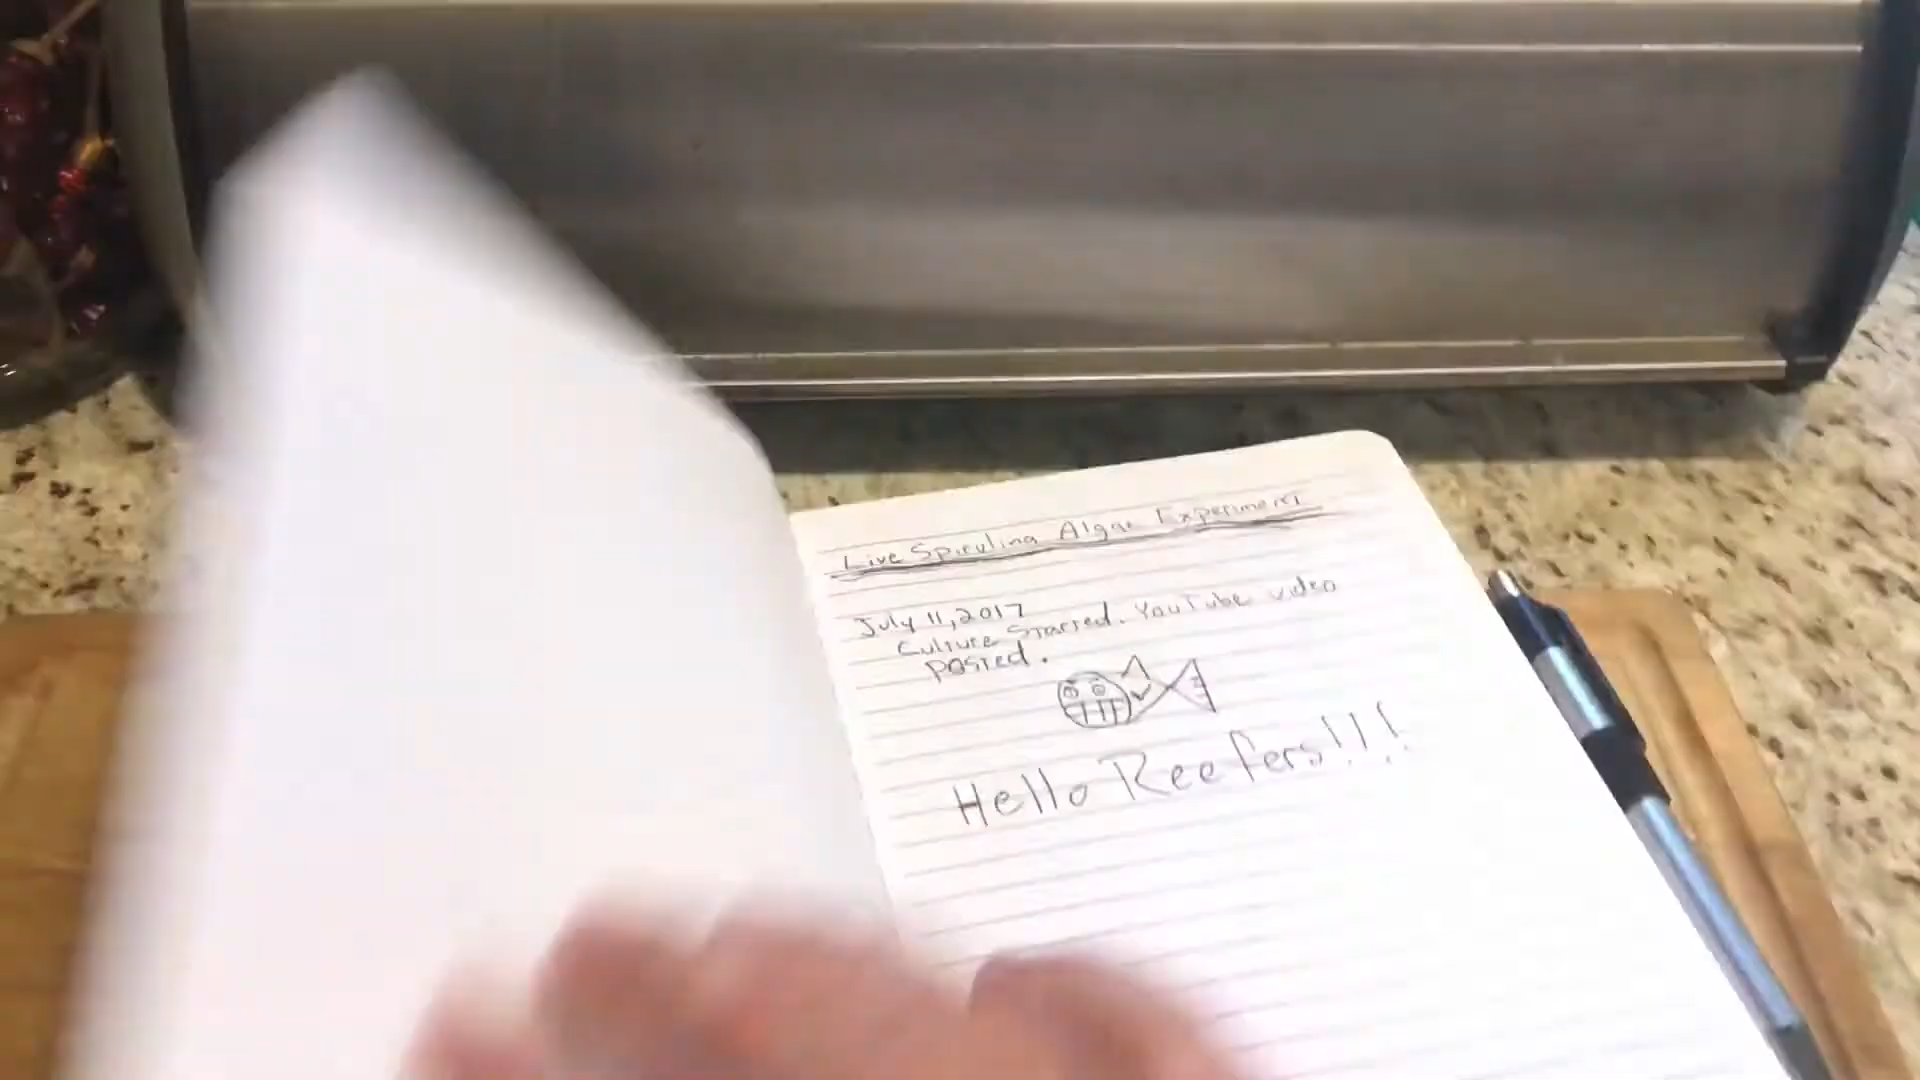 Live Spirulina Algae Experiment
July 11, 2017
Culture Started. YouTube video
posted.
Hello Reefers!!!